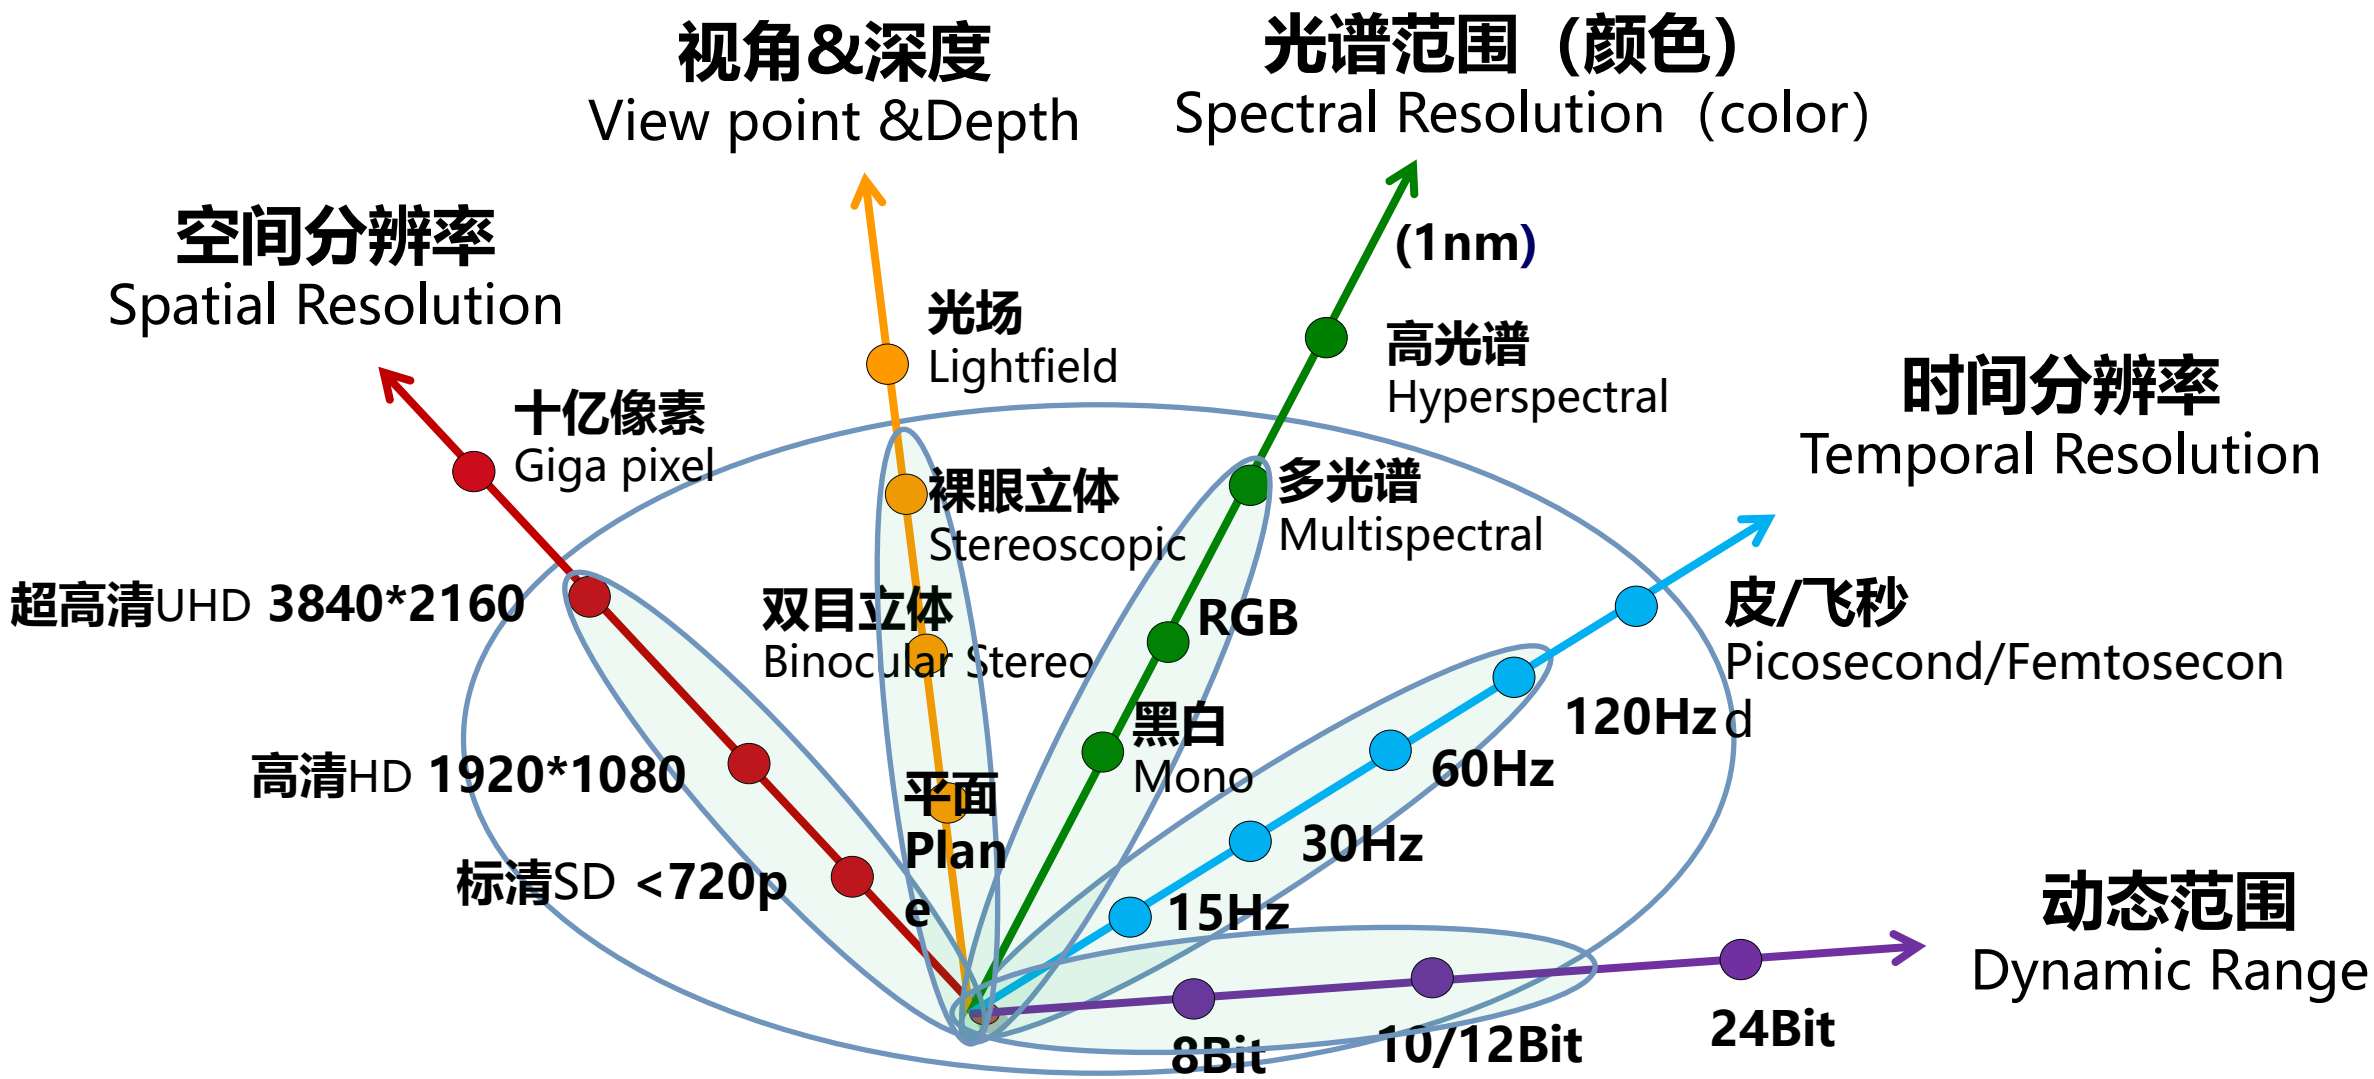 视角&深度
View point &Depth
光谱范围（颜色）
Spectral Resolution（color）
空间分辨率
Spatial Resolution
(1nm)
光场
Lightfield
高光谱
Hyperspectral
时间分辨率
Temporal Resolution
十亿像素
Giga pixel
裸眼立体
Stereoscopic
多光谱
Multispectral
超高清UHD 3840*2160
双目立体
Binocular Stereo
RGB
皮/飞秒
Picosecond/Femtosecon
d
120Hz
黑白
Mono
60Hz
高清HD 1920*1080
平面
Plan
e
30Hz
标清SD <720p
15Hz
动态范围
Dynamic Range
8Bit
10/12Bit
24Bit